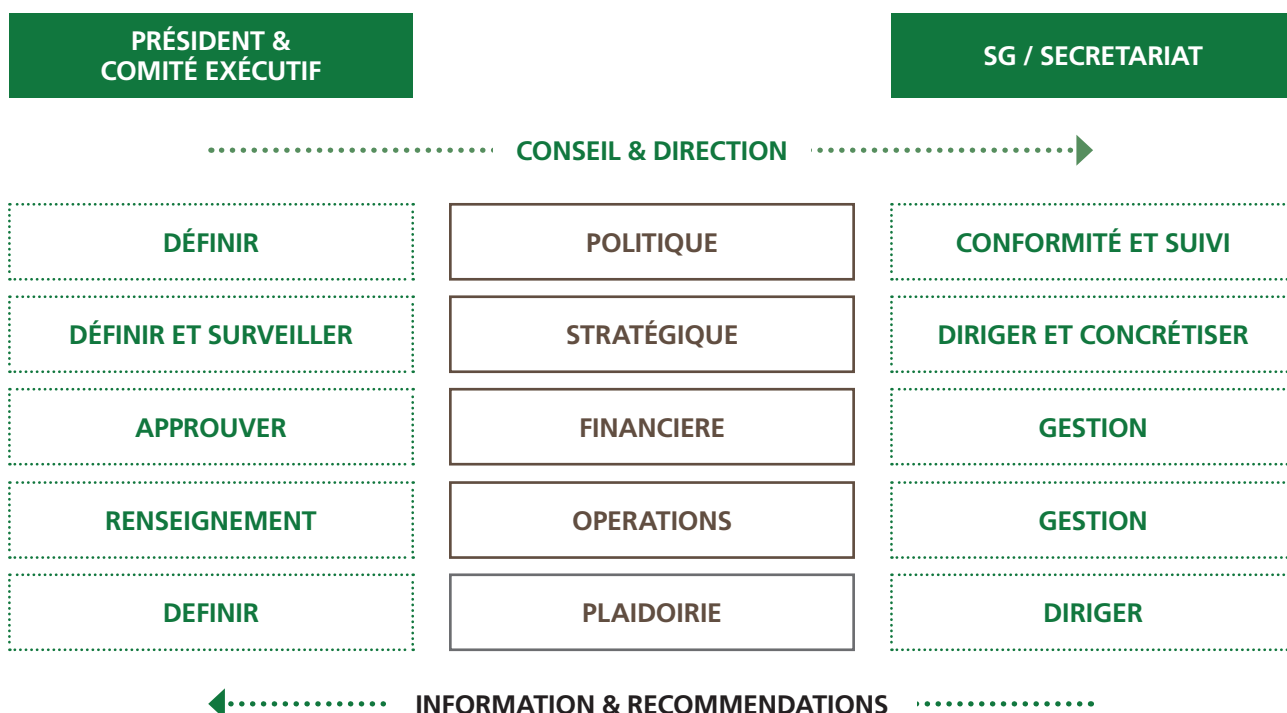 PRÉSIDENT &
COMITÉ EXÉCUTIF
SG / SECRETARIAT
CONSEIL & DIRECTION
DÉFINIR
POLITIQUE
CONFORMITÉ ET SUIVI
DÉFINIR ET SURVEILLER
STRATÉGIQUE
DIRIGER ET CONCRÉTISER
APPROUVER
FINANCIERE
GESTION
RENSEIGNEMENT
OPERATIONS
GESTION
DEFINIR
PLAIDOIRIE
DIRIGER
INFORMATION & RECOMMENDATIONS